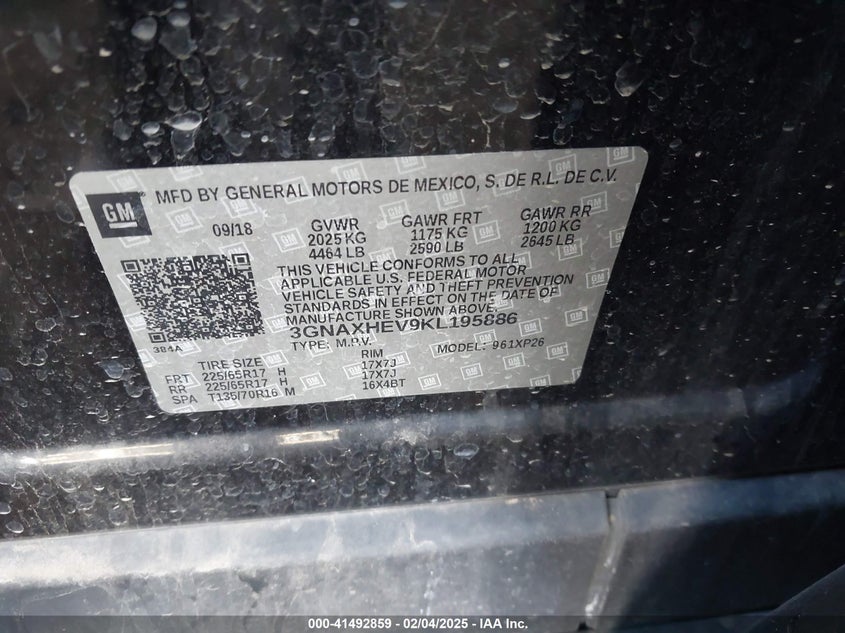 GM
MFD BY GENERAL MOTORS DE MEXICO, S. DE R.L. DE C.V.
09/18 GVWR GAWR FRT GAWR RR
2025 KG 1175 KG 1200 KG
4464 LB 2590 LB 2645 LB
THIS VEHICLE CONFORMS TO ALL
APPLICABLE U.S. FEDERAL MOTOR
VEHICLE SAFETY AND THEFT PREVENTION
STANDARDS IN EFFECT ON THE DATE OF
MANUFACTURE SHOWN ABOVE.
3GNAXHEV9KL195886
384A TYPE: M.P.V. MODEL: 961XP26
TIRE SIZE RIM
FRT 225/65R17 H 17X7J
RR 225/65R17 H 17X7J
SPA T135/70R16 M 16X4BT
000-41492859 - 02/04/2025 - IAA Inc.